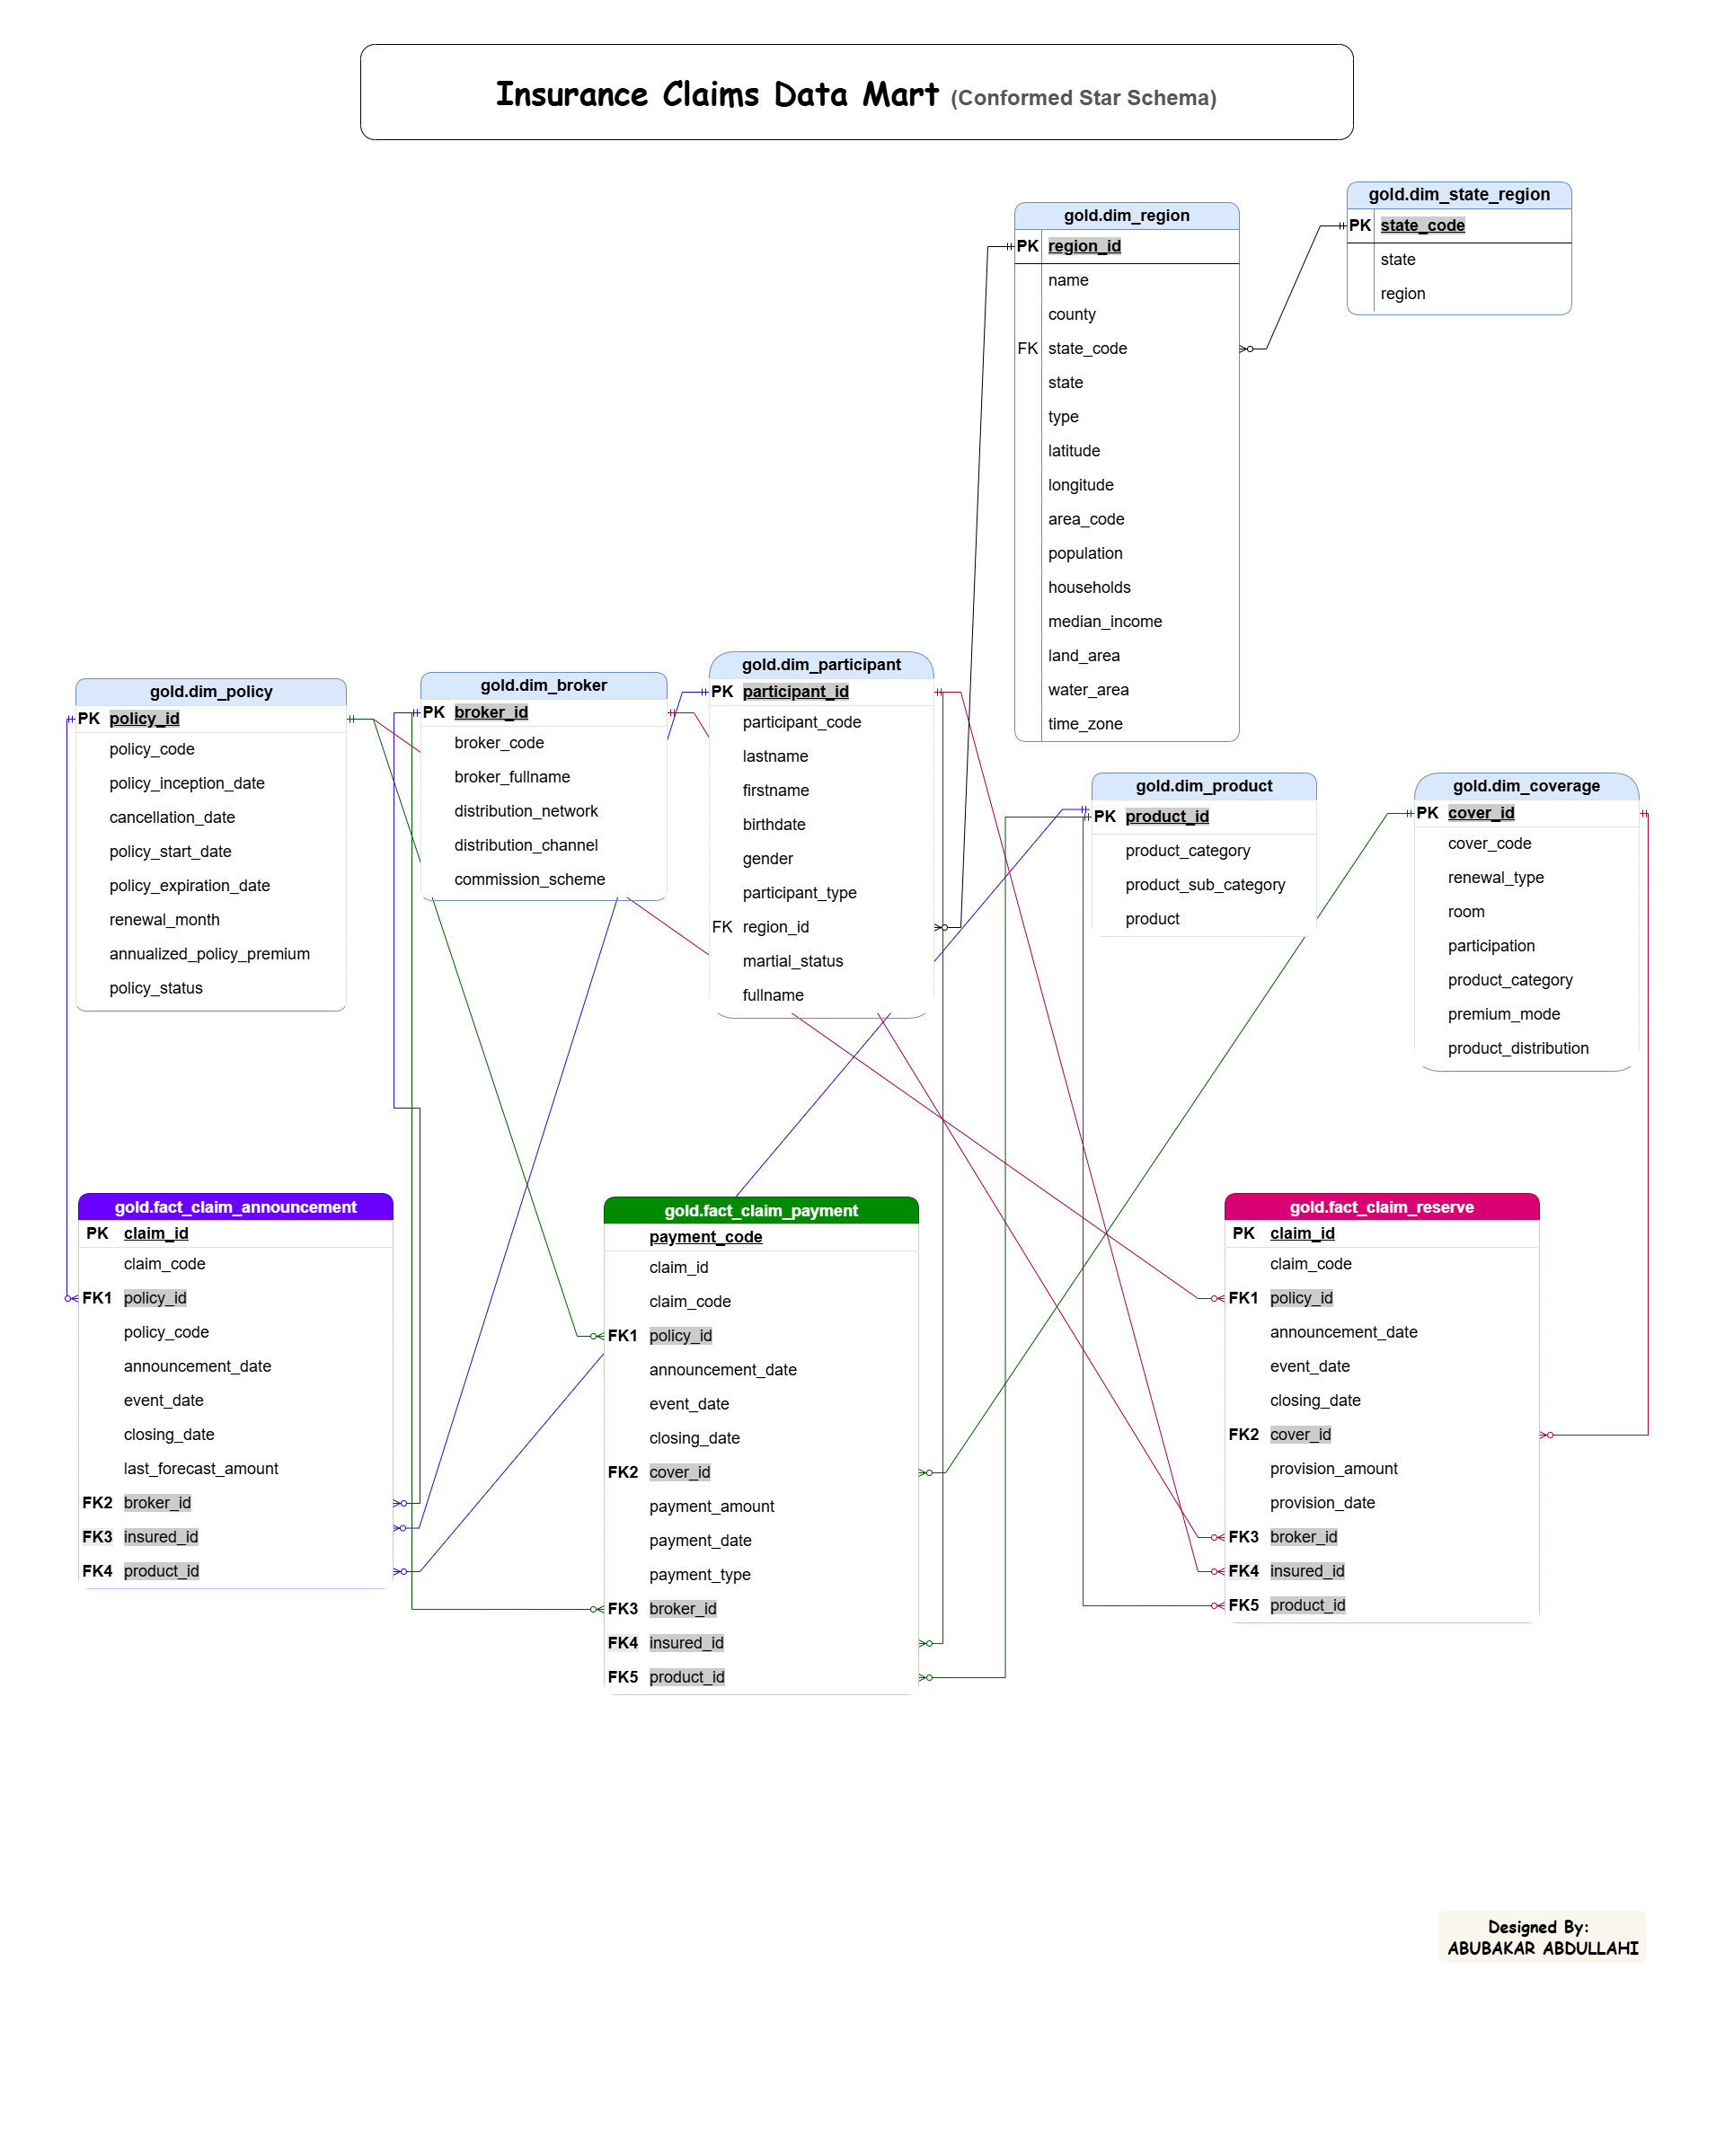 Insurance Claims Data Mart (Conformed Star Schema)
gold.dim_state_region
PK state_code
state
region
gold.dim_region
PK region_id
name
county
FK state_code
state
type
latitude
longitude
area_code
population
households
median_income
land_area
water_area
time_zone
gold.dim_policy
PK policy_id
policy_code
policy_inception_date
cancellation_date
policy_start_date
policy_expiration_date
renewal_month
annualized_policy_premium
policy_status
gold.dim_broker
PK broker_id
broker_code
broker_fullname
distribution_network
distribution_channel
commission_scheme
gold.dim_participant
PK participant_id
participant_code
lastname
firstname
birthdate
gender
participant_type
FK region_id
martial_status
fullname
gold.dim_product
PK product_id
product_category
product_sub_category
product
gold.dim_coverage
PK cover_id
cover_code
renewal_type
room
participation
product_category
premium_mode
product_distribution
gold.fact_claim_announcement
PK claim_id
claim_code
FK1 policy_id
policy_code
announcement_date
event_date
closing_date
last_forecast_amount
FK2 broker_id
FK3 insured_id
FK4 product_id
gold.fact_claim_payment
payment_code
claim_id
claim_code
FK1 policy_id
announcement_date
event_date
closing_date
FK2 cover_id
payment_amount
payment_date
payment_type
FK3 broker_id
FK4 insured_id
FK5 product_id
gold.fact_claim_reserve
PK claim_id
claim_code
FK1 policy_id
announcement_date
event_date
closing_date
FK2 cover_id
provision_amount
provision_date
FK3 broker_id
FK4 insured_id
FK5 product_id
Designed By:
ABUBAKAR ABDULLAHI